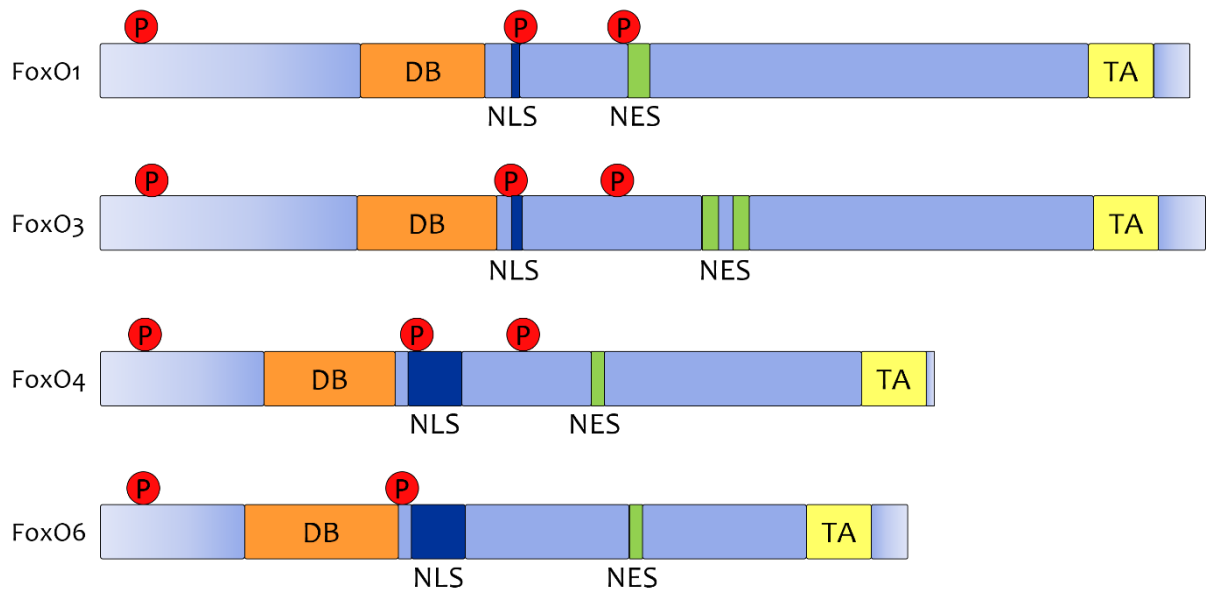 P P P
FoxO1 DB TA
NLS NES
P P P
FoxO3 DB TA
NLS NES
P P P
FoxO4 DB TA
NLS NES
P P
FoxO6 DB TA
NLS NES